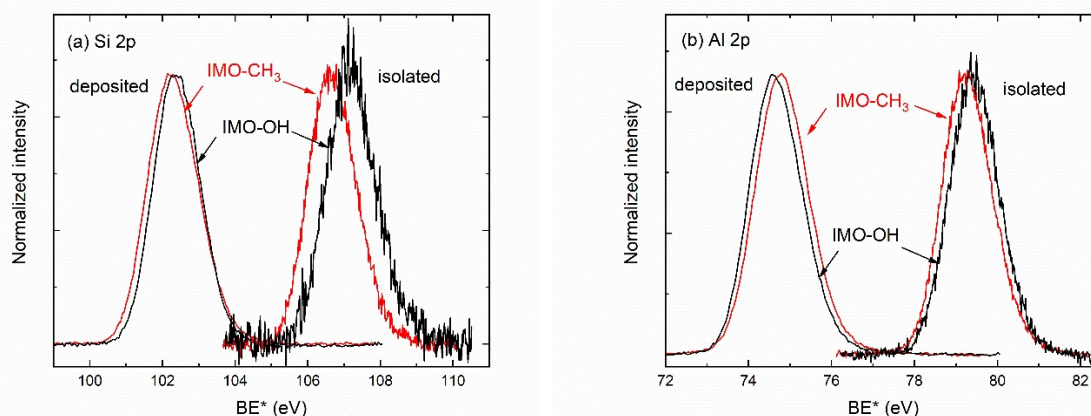 (a) Si 2p
deposited
IMO-CH₃
isolated
IMO-OH
Normalized intensity
100 102 104 106 108 110
BE* (eV)
(b) Al 2p
deposited
IMO-CH₃
isolated
IMO-OH
Normalized intensity
72 74 76 78 80 82
BE* (eV)